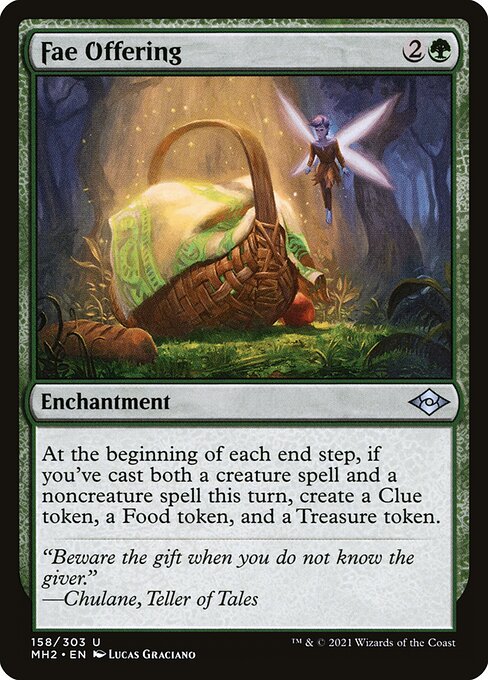 Fae Offering 2
Enchantment
At the beginning of each end step, if
you've cast both a creature spell and a
noncreature spell this turn, create a Clue
token, a Food token, and a Treasure token.
“Beware the gift when you do not know the
giver.”
—Chulane, Teller of Tales
158/303 U
™ & © 2021 Wizards of the Coast
MH2 • EN Lucas Graciano